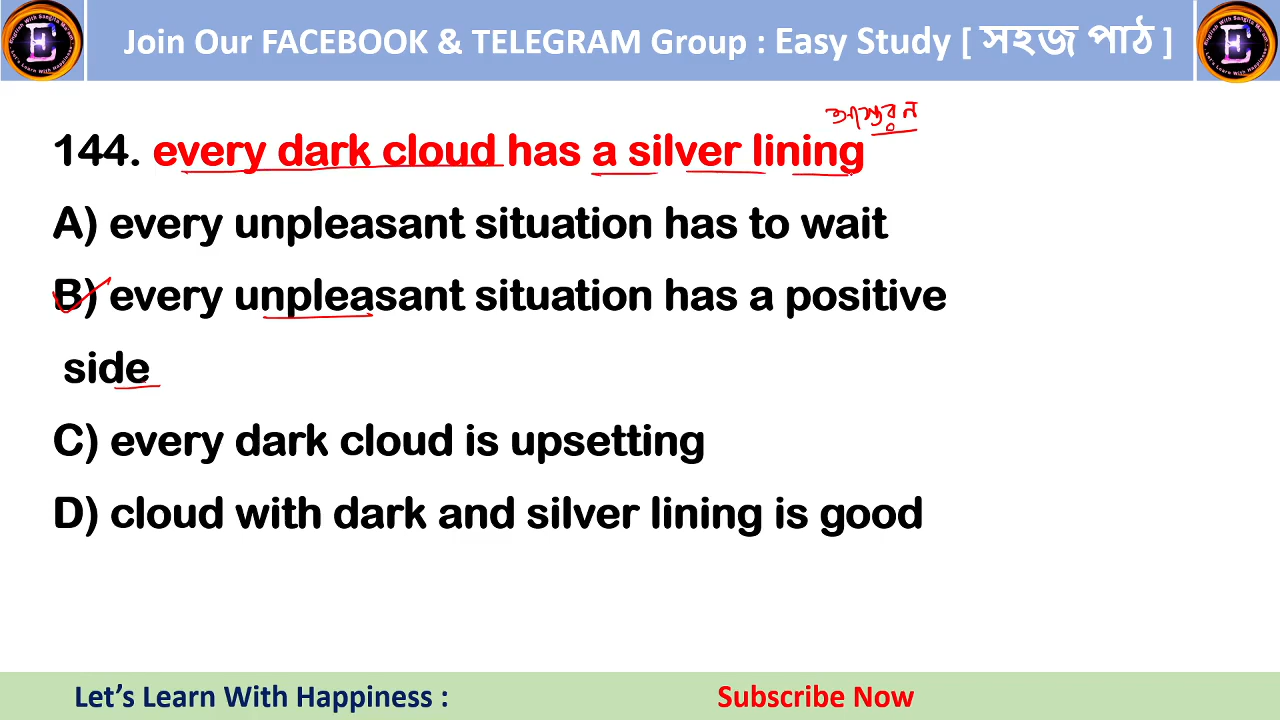 Join Our FACEBOOK & TELEGRAM Group : Easy Study [ সহজ পাঠ ]
আস্তরন
144. every dark cloud has a silver lining
A) every unpleasant situation has to wait
B) every unpleasant situation has a positive
side
C) every dark cloud is upsetting
D) cloud with dark and silver lining is good
Let's Learn With Happiness :
Subscribe Now